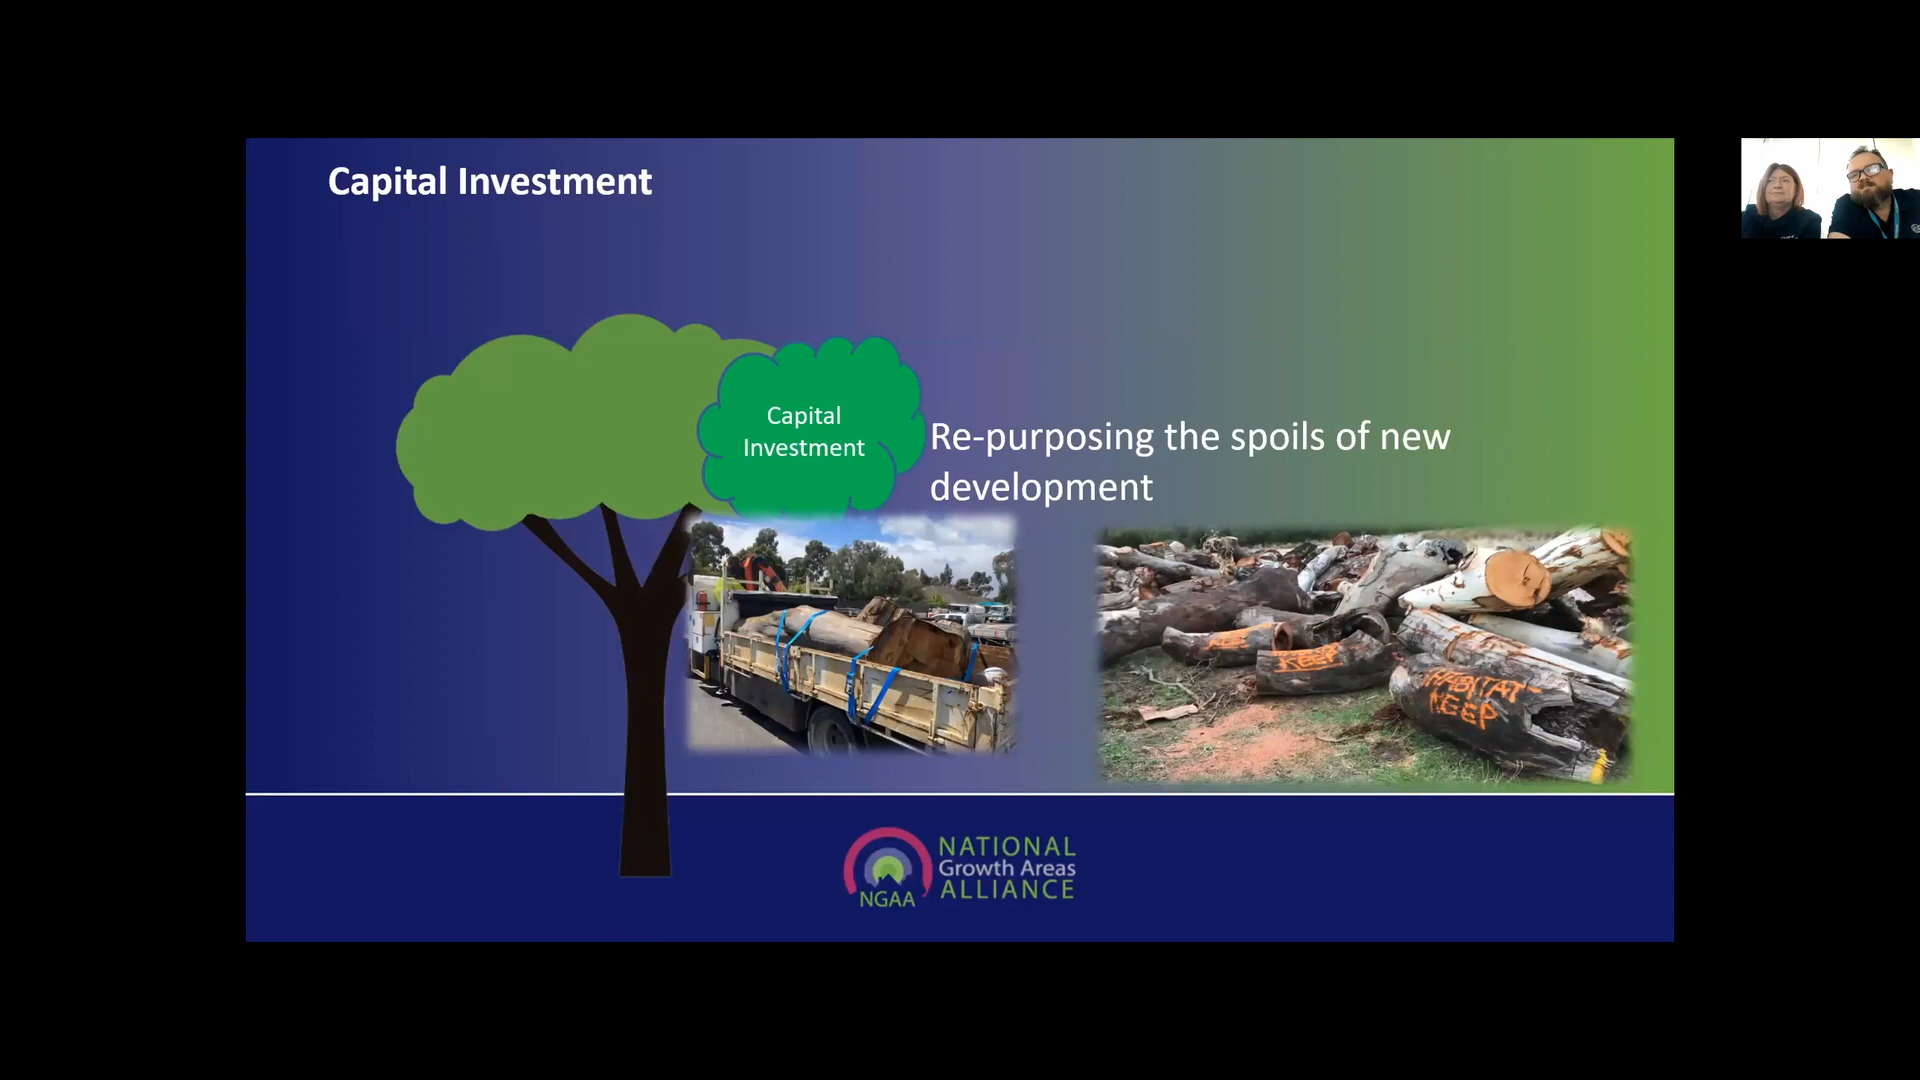 Capital Investment
Capital
Investment
Re-purposing the spoils of new
development
KEEP
HABITAT
KEEP
NATIONAL
Growth Areas
ALLIANCE
NGAA